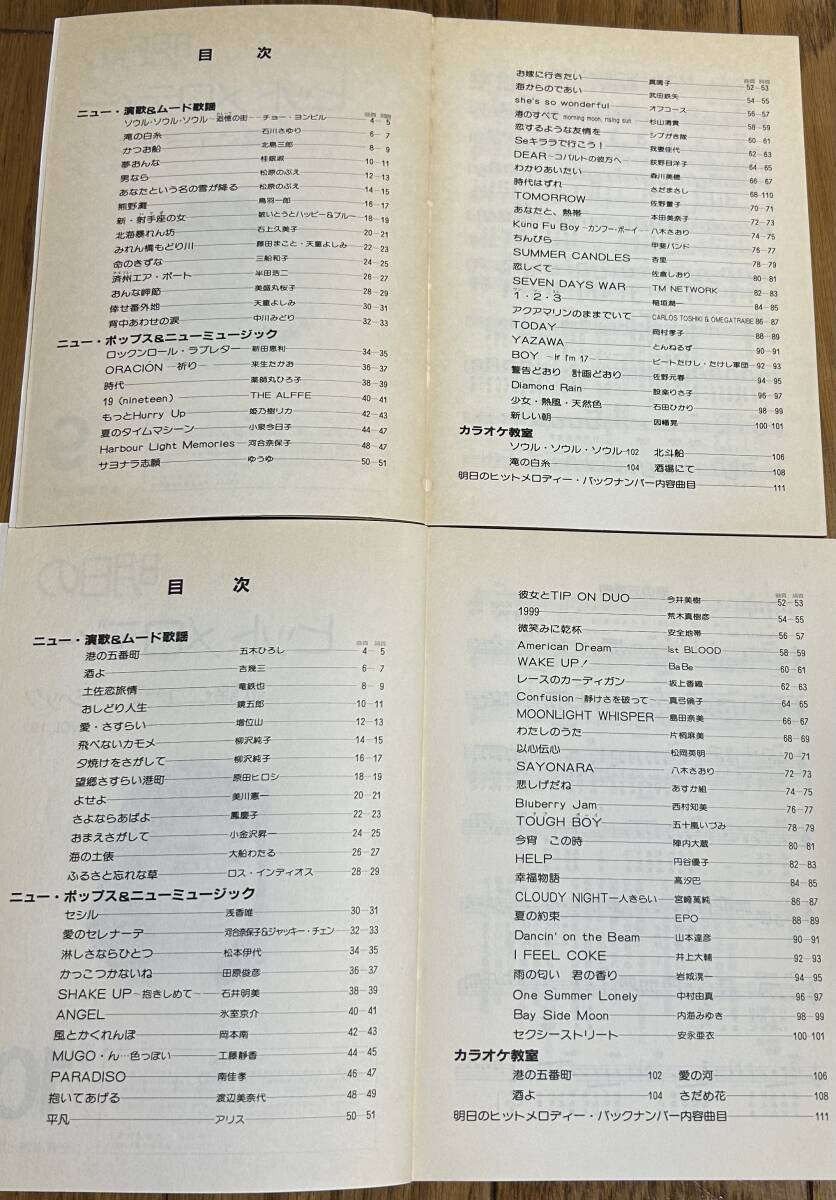 目 次
ニュー・演歌&ムード歌謡
曲頁 詞頁
ソウル・ソウル・ソウル ～追憶の街～ チョー・ヨンピル 4-5
滝の白糸 石川さゆり 6-7
かつお船 北島三郎 8-9
夢おんな 桂銀淑 10-11
男なら 松原のぶえ 12-13
あなたという名の雪が降る 松原のぶえ 14-15
熊野灘 鳥羽一郎 16-17
新・射手座の女 敏いとうとハッピー&ブルー 18-19
北海暴れん坊 石上久美子 20-21
みれん橋もどり川 藤田まこと・天童よしみ 22-23
命のきずな 三船和子 24-25
済州エア・ポート 半田浩二 26-27
おんな岬節 美盛丸桜子 28-29
倖せ番外地 天童よしみ 30-31
背中あわせの涙 中川みどり 32-33
ニュー・ポップス&ニューミュージック
ロックンロール・ラブレター 新田恵利 34-35
ORACIÓN ―祈り― 来生たかお 36-37
時代 薬師丸ひろ子 38-39
19 (nineteen) THE ALFFE 40-41
もっとHurry Up 姫乃樹リカ 42-43
夏のタイムマシーン 小泉今日子 44-47
Harbour Light Memories 河合奈保子 48-47
サヨナラ志願 ゆうゆ 50-51
曲頁 詞頁
お嫁に行きたい 真璃子 52-53
海からのであい 武田鉄矢 54-55
she's so wonderful オフコース 56-57
港のすべて morning moon, rising sun 杉山清貴 58-59
恋するような友情を シブがき隊 60-61
Seキララで行こう! 我妻佳代 62-63
DEAR ―コバルトの彼方へ― 荻野目洋子 64-65
わかりあいたい 森川美穂 66-67
時代はずれ さだまさし 68-110
TOMORROW 佐野量子 70-71
あなたと、熱帯 本田美奈子 72-73
Kung Fu Boy ―カンフー・ボーイ― 八木さおり 74-75
ちんぴら 甲斐バンド 76-77
SUMMER CANDLES 杏里 78-79
恋しくて 佐倉しおり 80-81
SEVEN DAYS WAR TM NETWORK 82-83
1・2・3 稲垣潤一 84-85
アクアマリンのままでいて CARLOS TOSHIKI & OMEGATRAIBE 86-87
TODAY 岡村孝子 88-89
YAZAWA とんねるず 90-91
BOY ～If I'm 17～ ビートたけし・たけし軍団 92-93
警告どおり 計画どおり 佐野元春 94-95
Diamond Rain 設楽りさ子 96-97
少女・熱風・天然色 石田ひかり 98-99
新しい朝 因幡晃 100-101
カラオケ教室
ソウル・ソウル・ソウル 102 北斗船 106
滝の白糸 104 酒場にて 108
明日のヒットメロディー・バックナンバー内容曲目 111
目 次
ニュー・演歌&ムード歌謡
曲頁 詞頁
港の五番町 五木ひろし 4-5
酒よ 吉幾三 6-7
土佐恋旅情 竜鉄也 8-9
おしどり人生 鏡五郎 10-11
愛・さすらい 増位山 12-13
飛べないカモメ 柳沢純子 14-15
夕焼けをさがして 柳沢純子 16-17
望郷さすらい港町 原田ヒロシ 18-19
よせよ 美川憲一 20-21
さよならあばよ 鳳慶子 22-23
おまえさがして 小金沢昇一 24-25
海の土俵 大船わたる 26-27
ふるさと忘れな草 ロス・インディオス 28-29
ニュー・ポップス&ニューミュージック
セシル 浅香唯 30-31
愛のセレナーデ 河合奈保子&ジャッキー・チェン 32-33
淋しさならひとつ 松本伊代 34-35
かっこつかないね 田原俊彦 36-37
SHAKE UP ～抱きしめて～ 石井明美 38-39
ANGEL 氷室京介 40-41
風とかくれんぼ 岡本南 42-43
MUGO・ん…色っぽい 工藤静香 44-45
PARADISO 南佳孝 46-47
抱いてあげる 渡辺美奈代 48-49
平凡 アリス 50-51
曲頁 詞頁
彼女とTIP ON DUO 今井美樹 52-53
1999 荒木真樹彦 54-55
微笑みに乾杯 安全地帯 56-57
American Dream 1st BLOOD 58-59
WAKE UP! BaBe 60-61
レースのカーディガン 坂上香織 62-63
Confusion ～静けさを破って～ 真弓倫子 64-65
MOONLIGHT WHISPER 島田奈美 66-67
わたしのうた 片桐麻美 68-69
以心伝心 松岡英明 70-71
SAYONARA 八木さおり 72-73
悲しげだね あすか組 74-75
Bluberry Jam 西村知美 76-77
TOUGH BOY 五十嵐いづみ 78-79
今宵 この時 陣内大蔵 80-81
HELP 円谷優子 82-83
幸福物語 高汐巴 84-85
CLOUDY NIGHT 一人きらい 宮崎萬純 86-87
夏の約束 EPO 88-89
Dancin' on the Beam 山本達彦 90-91
I FEEL COKE 井上大輔 92-93
雨の匂い 君の香り 岩城滉一 94-95
One Summer Lonely 中村由真 96-97
Bay Side Moon 内海みゆき 98-99
セクシーストリート 安永亜衣 100-101
カラオケ教室
港の五番町 102 愛の河 106
酒よ 104 さだめ花 108
明日のヒットメロディー・バックナンバー内容曲目 111